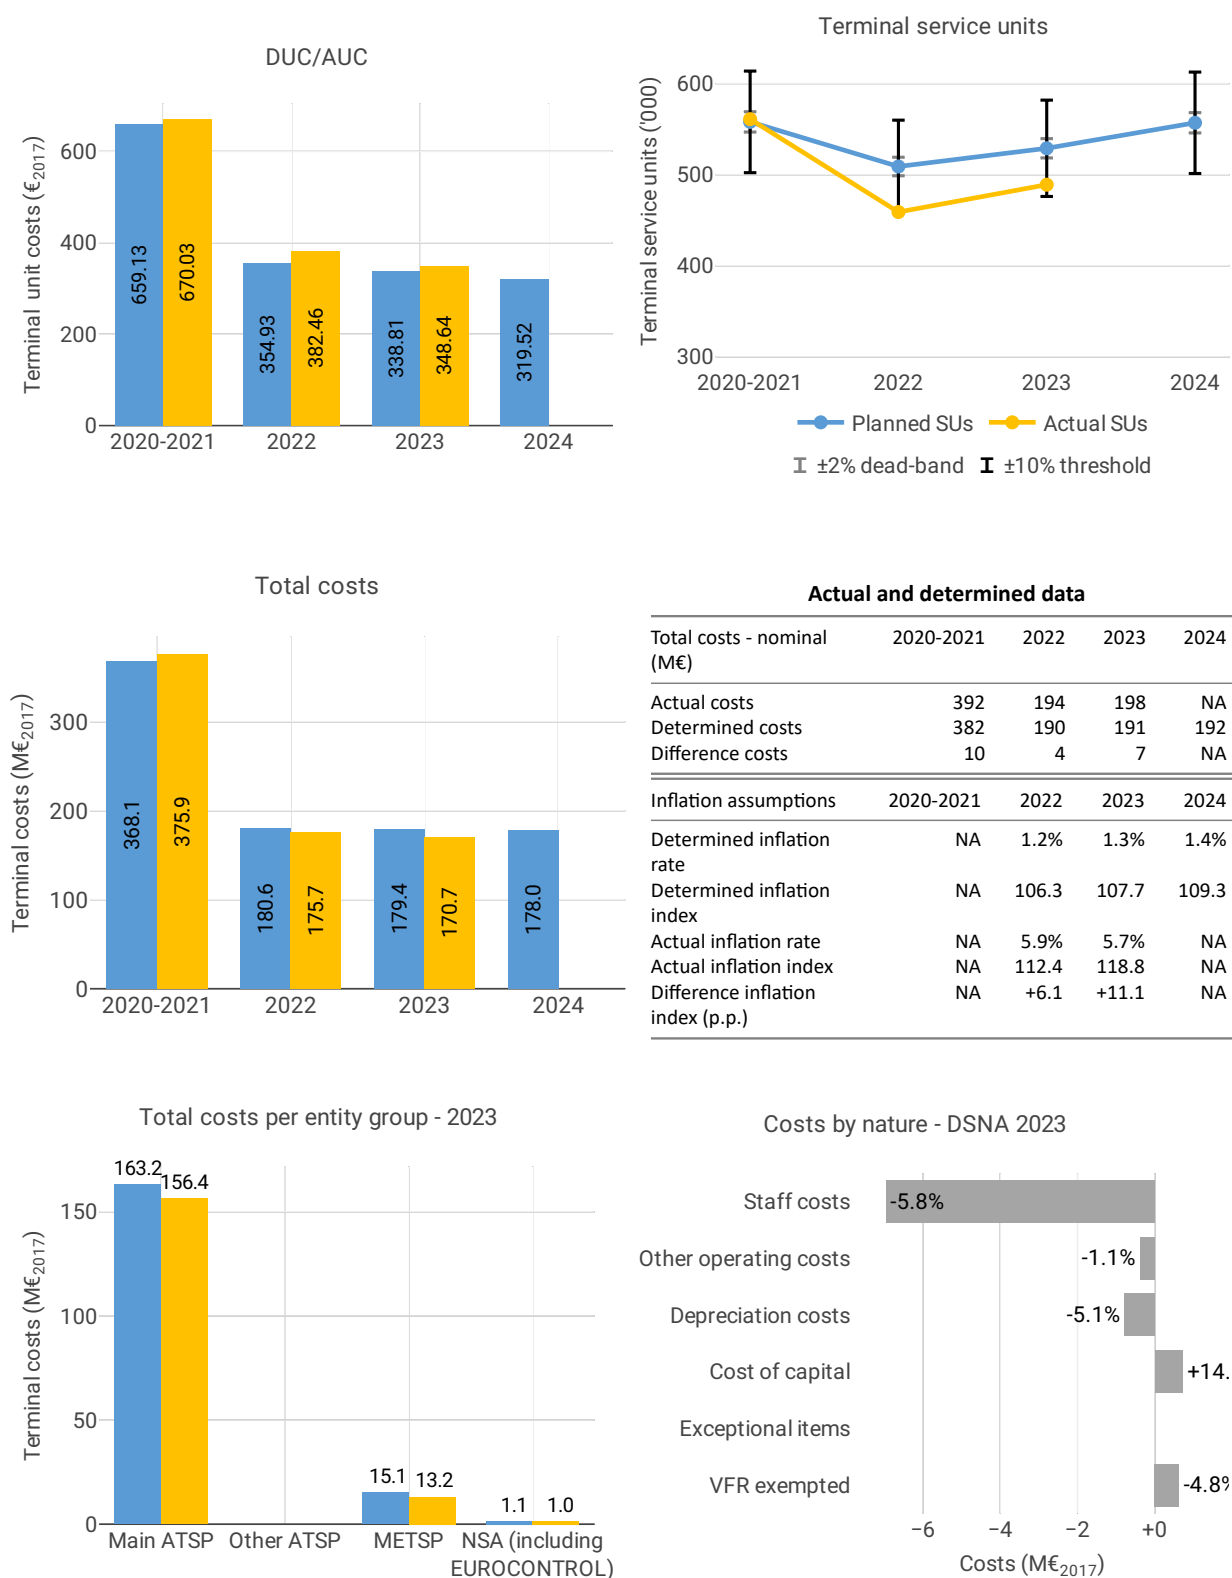 DUC/AUC
Terminal unit costs (€2017)
600
400
200
0
659.13
670.03
354.93
382.46
338.81
348.64
319.52
2020-2021 2022 2023 2024
Terminal service units
Terminal service units ('000)
600
500
400
300
2020-2021 2022 2023 2024
Planned SUs Actual SUs
±2% dead-band ±10% threshold
Total costs
Terminal costs (M€2017)
300
200
100
0
368.1
375.9
180.6
175.7
179.4
170.7
178.0
2020-2021 2022 2023 2024
Actual and determined data
Total costs - nominal 2020-2021 2022 2023 2024
(M€)
Actual costs 392 194 198 NA
Determined costs 382 190 191 192
Difference costs 10 4 7 NA
Inflation assumptions 2020-2021 2022 2023 2024
Determined inflation NA 1.2% 1.3% 1.4%
rate
Determined inflation NA 106.3 107.7 109.3
index
Actual inflation rate NA 5.9% 5.7% NA
Actual inflation index NA 112.4 118.8 NA
Difference inflation NA +6.1 +11.1 NA
index (p.p.)
Total costs per entity group - 2023
Terminal costs (M€2017)
150
100
50
0
163.2
156.4
15.1
13.2
1.1
1.0
Main ATSP Other ATSP METSP NSA (including
EUROCONTROL)
Costs by nature - DSNA 2023
Staff costs -5.8%
Other operating costs -1.1%
Depreciation costs -5.1%
Cost of capital +14.
Exceptional items
VFR exempted -4.8%
−6 −4 −2 +0
Costs (M€2017)